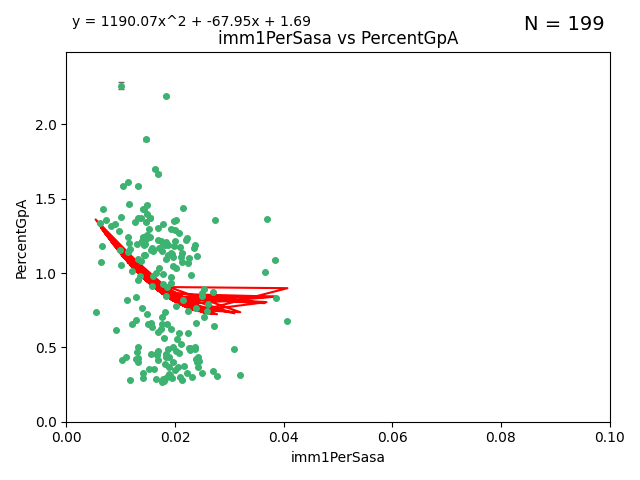 y = 1190.07x^2 + -67.95x + 1.69
N = 199
imm1PerSasa vs PercentGpA
PercentGpA
2.0
1.5
1.0
0.5
0.0
0.00 0.02 0.04 0.06 0.08 0.10
imm1PerSasa